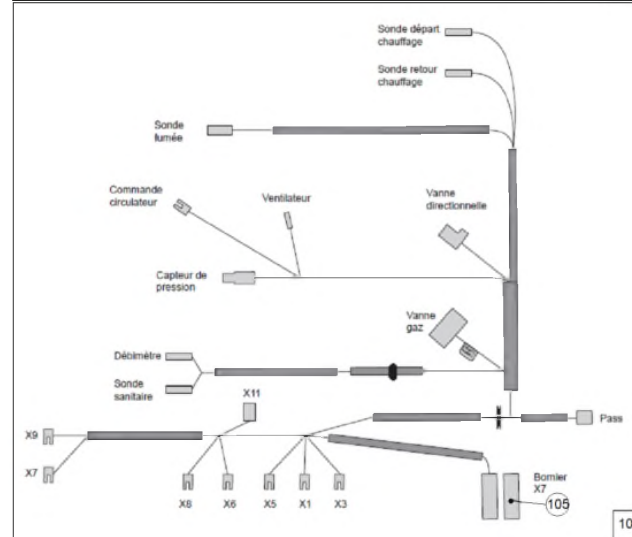 Sonde départ
chauffage
Sonde retour
chauffage
Sonde
fumée
Commande
circulateur
Ventilateur
Vanne
directionnelle
Capteur de
pression
Vanne
gaz
Débimètre
Sonde
sanitaire
X11
X9
Pass
X7
X8
X6
X5
X1
X3
Bornier
X7
105
10